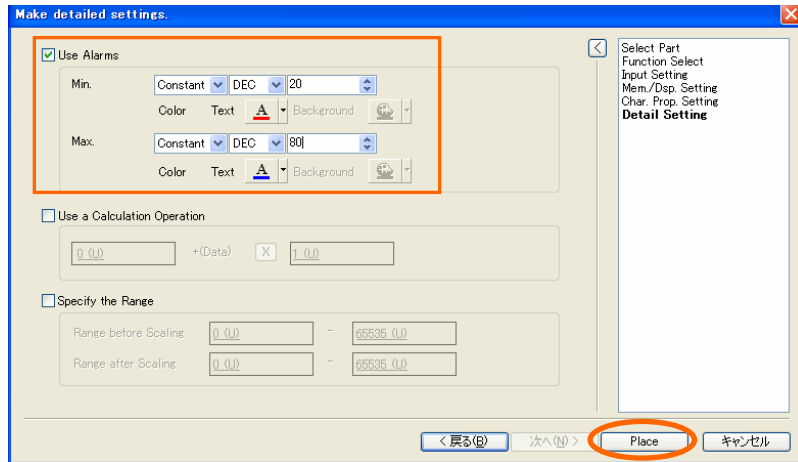 Make detailed settings.
Use Alarms
Min. Constant DEC 20
Color Text A Background
Max. Constant DEC 80
Color Text A Background
Use a Calculation Operation
0 (U) +(Data) X 1 (U)
Specify the Range
Range before Scaling 0 (U) - 65535 (U)
Range after Scaling 0 (U) - 65535 (U)
<
Select Part
Function Select
Input Setting
Mem./Dsp. Setting
Char. Prop. Setting
Detail Setting
< 戻る(B) 次へ(N) > Place キャンセル